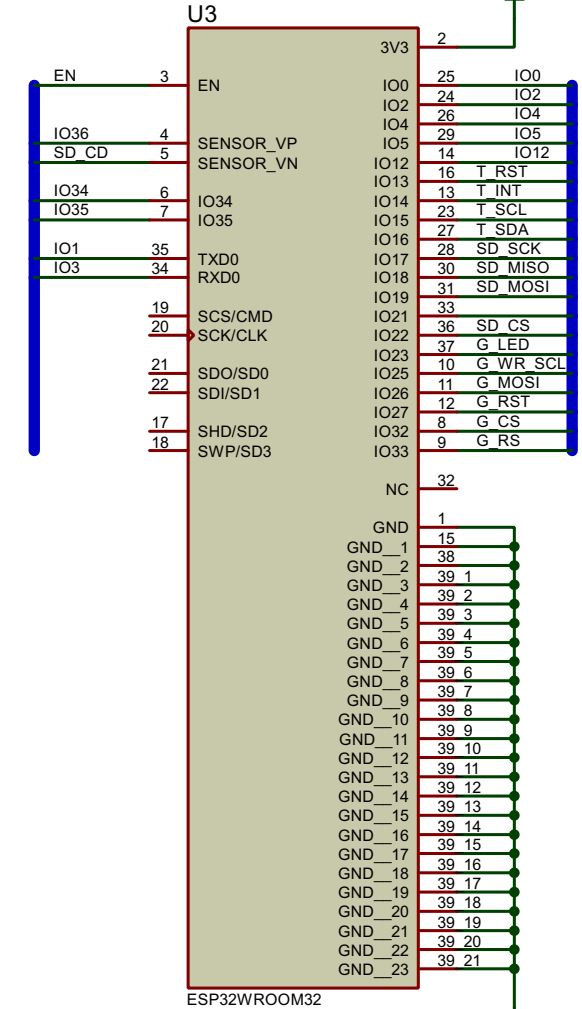 U3
3V3 2
EN 3 EN
IO0 25 IO0
IO2 24 IO2
IO4 26 IO4
IO36 4 SENSOR_VP
IO5 29 IO5
SD_CD 5 SENSOR_VN
IO12 14 IO12
IO13 16 T_RST
IO34 6 IO34
IO14 13 T_INT
IO35 7 IO35
IO15 23 T_SCL
IO16 27 T_SDA
IO1 35 TXD0
IO17 28 SD_SCK
IO3 34 RXD0
IO18 30 SD_MISO
IO19 31 SD_MOSI
19 SCS/CMD
IO21 33
20 SCK/CLK
IO22 36 SD_CS
IO23 37 G_LED
21 SDO/SD0
IO25 10 G_WR_SCL
22 SDI/SD1
IO26 11 G_MOSI
IO27 12 G_RST
17 SHD/SD2
IO32 8 G_CS
18 SWP/SD3
IO33 9 G_RS
NC 32
GND 1
GND__1 15
GND__2 38
GND__3 39_1
GND__4 39_2
GND__5 39_3
GND__6 39_4
GND__7 39_5
GND__8 39_6
GND__9 39_7
GND__10 39_8
GND__11 39_9
GND__12 39_10
GND__13 39_11
GND__14 39_12
GND__15 39_13
GND__16 39_14
GND__17 39_15
GND__18 39_16
GND__19 39_17
GND__20 39_18
GND__21 39_19
GND__22 39_20
GND__23 39_21
ESP32WROOM32